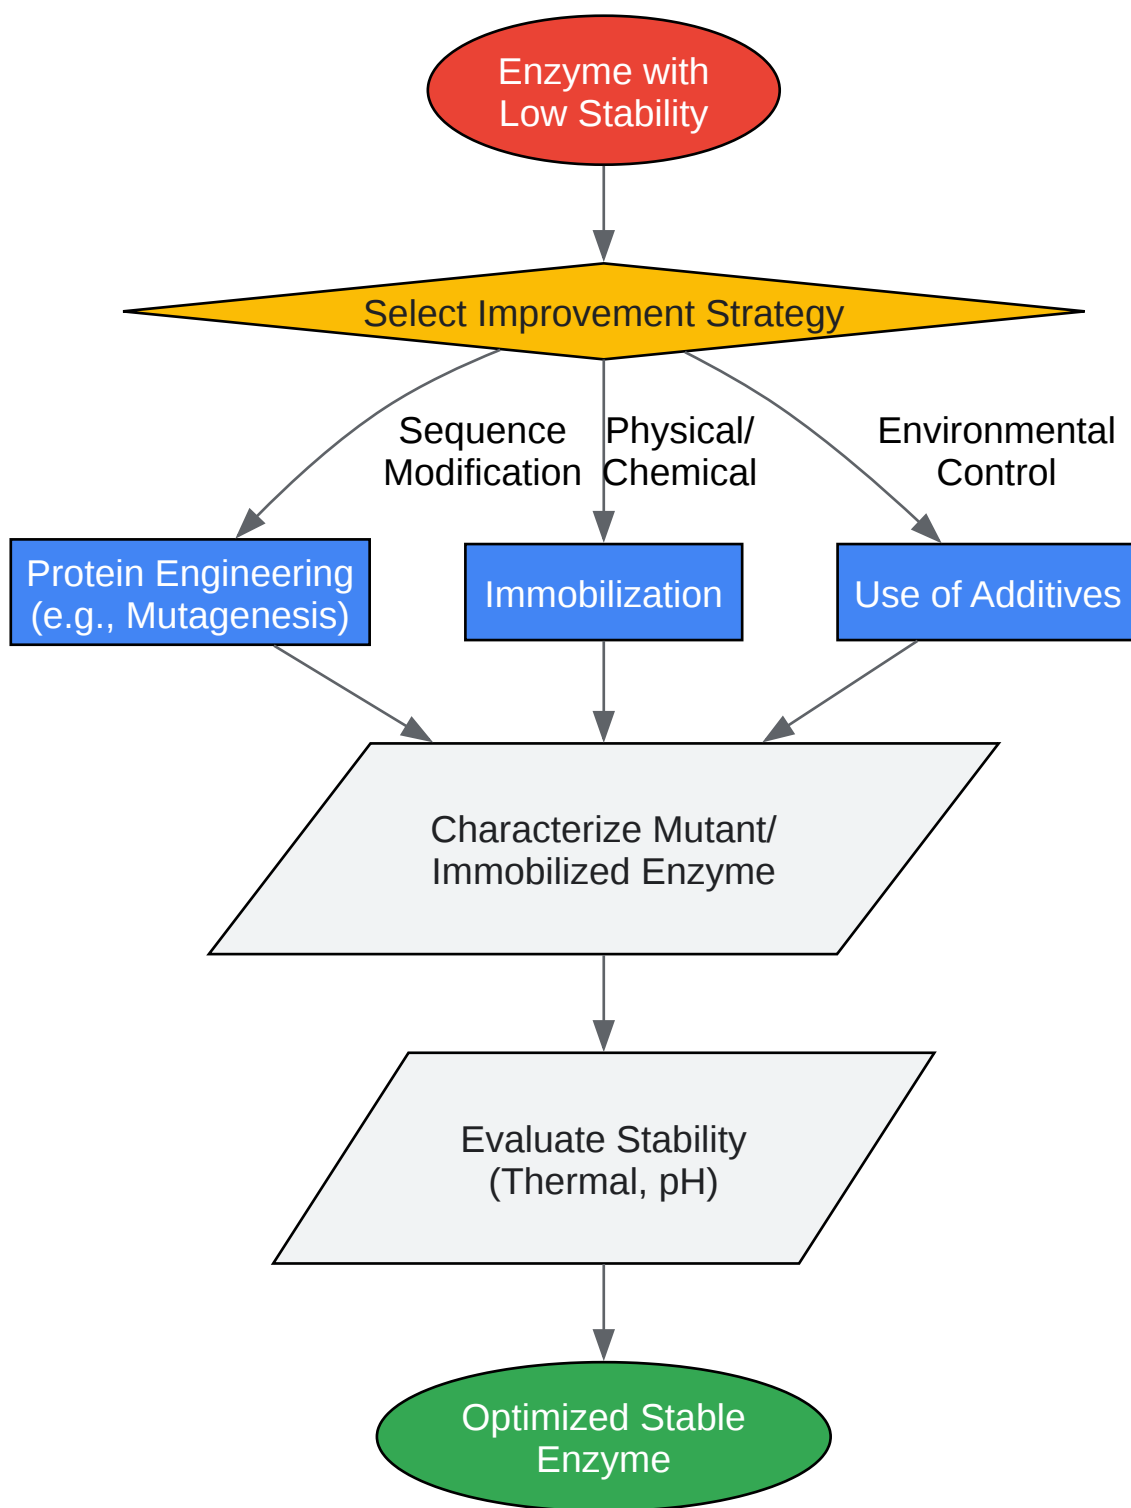 Enzyme with
Low Stability
Select Improvement Strategy
Sequence
Modification
Physical/
Chemical
Environmental
Control
Protein Engineering
(e.g., Mutagenesis)
Immobilization
Use of Additives
Characterize Mutant/
Immobilized Enzyme
Evaluate Stability
(Thermal, pH)
Optimized Stable
Enzyme